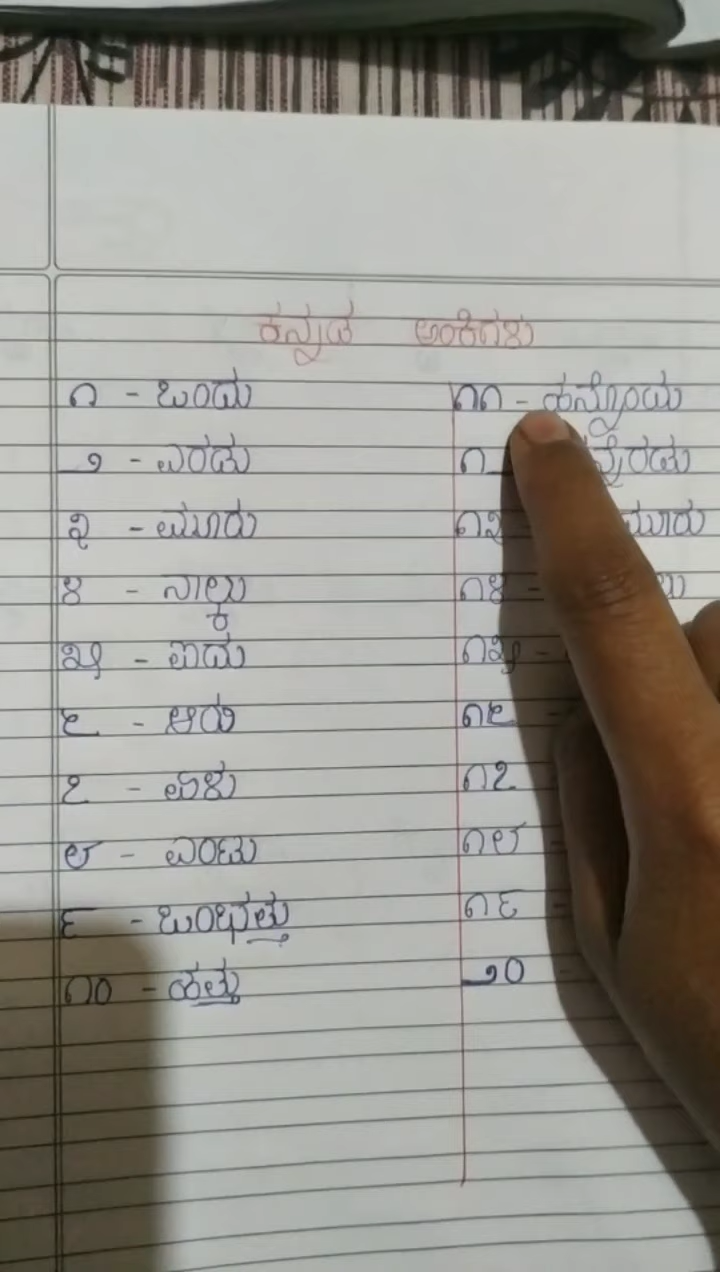 ಕನ್ನಡ ಅಂಕಿಗಳು
೧ - ಒಂದು
೨ - ಎರಡು
೩ - ಮೂರು
೪ - ನಾಲ್ಕು
೫ - ಐದು
೬ - ಆರು
೭ - ಏಳು
೮ - ಎಂಟು
೯ - ಒಂಭತ್ತು
೧೦ - ಹತ್ತು
೧೧ - ಹನ್ನೊಂದು
೧೩
೧೪ -
೧೫ -
೧೬ -
೧೭
೧೮ -
೧೯ -
೨೦